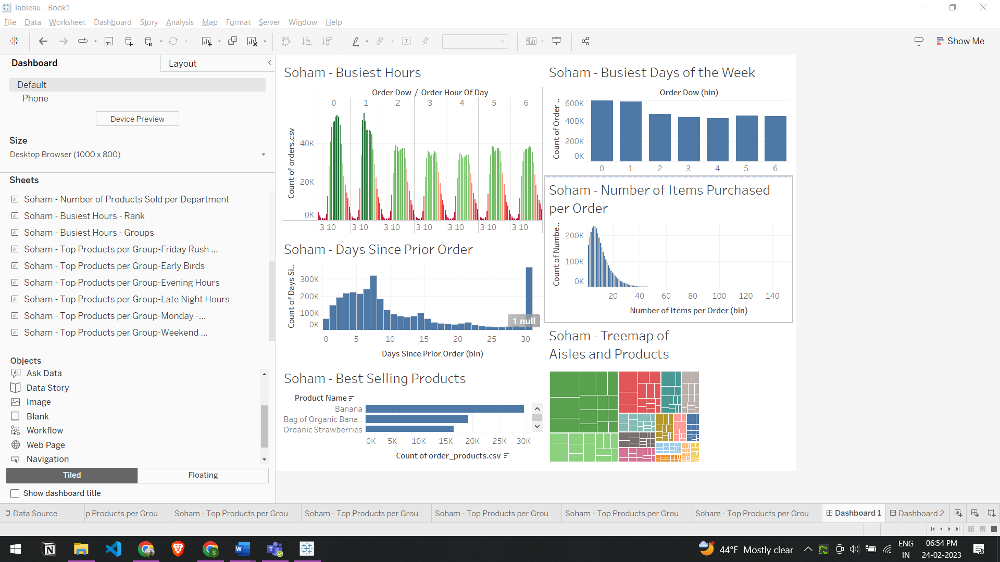 Tableau - Book1
File Data Worksheet Dashboard Story Analysis Map Format Server Window Help
Show Me
Dashboard
Layout
Default
Phone
Device Preview
Size
Desktop Browser (1000 x 800)
Sheets
Soham - Number of Products Sold per Department
Soham - Busiest Hours - Rank
Soham - Busiest Hours - Groups
Soham - Top Products per Group-Friday Rush ...
Soham - Top Products per Group-Early Birds
Soham - Top Products per Group-Evening Hours
Soham - Top Products per Group-Late Night Hours
Soham - Top Products per Group-Monday -...
Soham - Top Products per Group-Weekend ...
Objects
Ask Data
Data Story
Image
Blank
Workflow
Web Page
Navigation
Tiled
Floating
Show dashboard title
Soham - Busiest Hours
Order Dow / Order Hour Of Day
0 1 2 3 4 5 6
Count of orders.csv
40K
20K
0K
3 10 3 10 3 10 3 10 3 10 3 10 3 10
Soham - Days Since Prior Order
Count of Days Si..
300K
200K
100K
0K
1 null
0 5 10 15 20 25 30
Days Since Prior Order (bin)
Soham - Best Selling Products
Product Name
Banana
Bag of Organic Bana..
Organic Strawberries
0K 5K 10K 15K 20K 25K 30K
Count of order_products.csv
Soham - Busiest Days of the Week
Order Dow (bin)
Count of Order ..
600K
400K
200K
0K
0 1 2 3 4 5 6
Soham - Number of Items Purchased
per Order
Count of Numbe..
200K
100K
0K
20 40 60 80 100 120 140
Number of Items per Order (bin)
Soham - Treemap of
Aisles and Products
Data Source
p Products per Grou...
Soham - Top Products per Grou...
Soham - Top Products per Grou...
Soham - Top Products per Grou...
Soham - Top Products per Grou...
Soham - Top Products per Grou...
Dashboard 1
Dashboard 2
44°F Mostly clear
ENG
IN
06:54 PM
24-02-2023